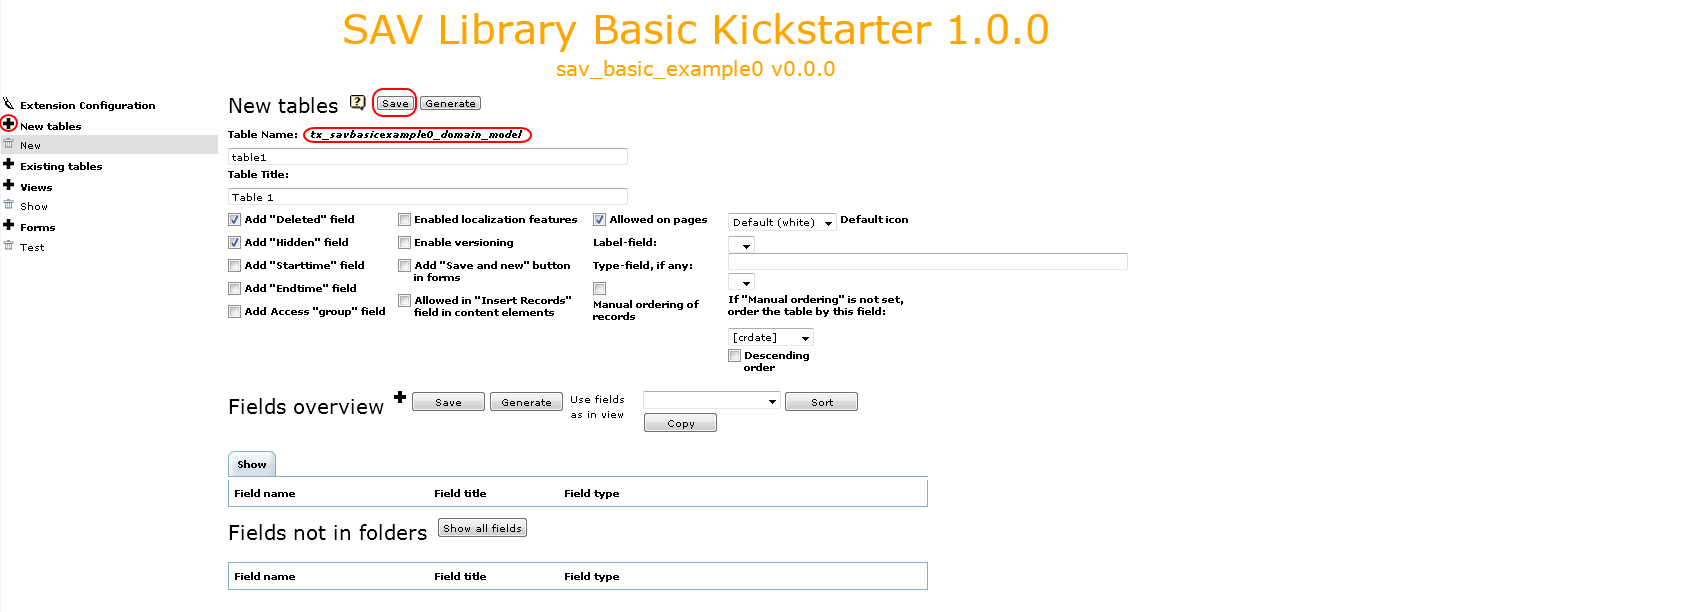 SAV Library Basic Kickstarter 1.0.0
sav_basic_example0 v0.0.0
Extension Configuration
New tables
New
Existing tables
Views
Show
Forms
Test
New tables ? Save Generate
Table Name: tx_savbasicexample0_domain_model
table1
Table Title:
Table 1
Add "Deleted" field
Add "Hidden" field
Add "Starttime" field
Add "Endtime" field
Add Access "group" field
Enabled localization features
Enable versioning
Add "Save and new" button
in forms
Allowed in "Insert Records"
field in content elements
Allowed on pages
Label-field:
Type-field, if any:
Manual ordering of
records
Default (white) Default icon
If "Manual ordering" is not set,
order the table by this field:
[crdate]
Descending
order
Fields overview Save Generate
Use fields
as in view
Sort
Copy
Show
Field name Field title Field type
Fields not in folders Show all fields
Field name Field title Field type